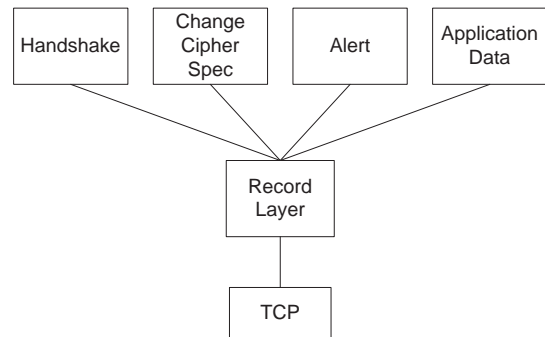 Handshake
Change
Cipher
Spec
Alert
Application
Data
Record
Layer
TCP